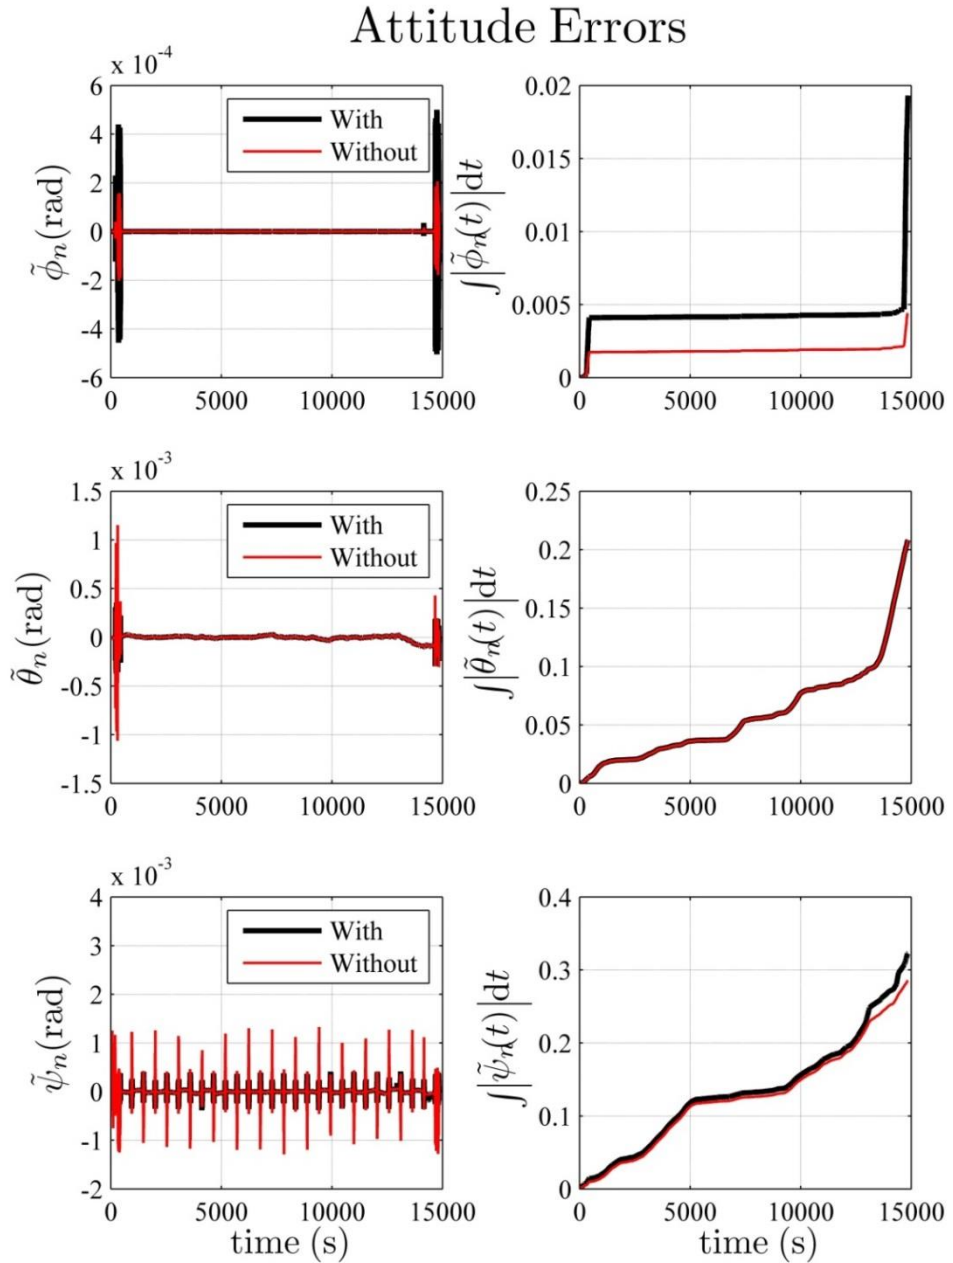 Attitude Errors
x 10⁻⁴
6
4
2
0
-2
-4
-6
0 5000 10000 15000
ϕ̃ₙ(rad)
With
Without
0.02
0.015
0.01
0.005
0
0 5000 10000 15000
∫|ϕ̃ₙ(t)|dt
x 10⁻³
1.5
1
0.5
0
-0.5
-1
-1.5
0 5000 10000 15000
θ̃ₙ(rad)
With
Without
0.25
0.2
0.15
0.1
0.05
0
0 5000 10000 15000
∫|θ̃ₙ(t)|dt
x 10⁻³
4
3
2
1
0
-1
-2
0 5000 10000 15000
ψ̃ₙ(rad)
With
Without
time (s)
0.4
0.3
0.2
0.1
0
0 5000 10000 15000
∫|ψ̃ₙ(t)|dt
time (s)